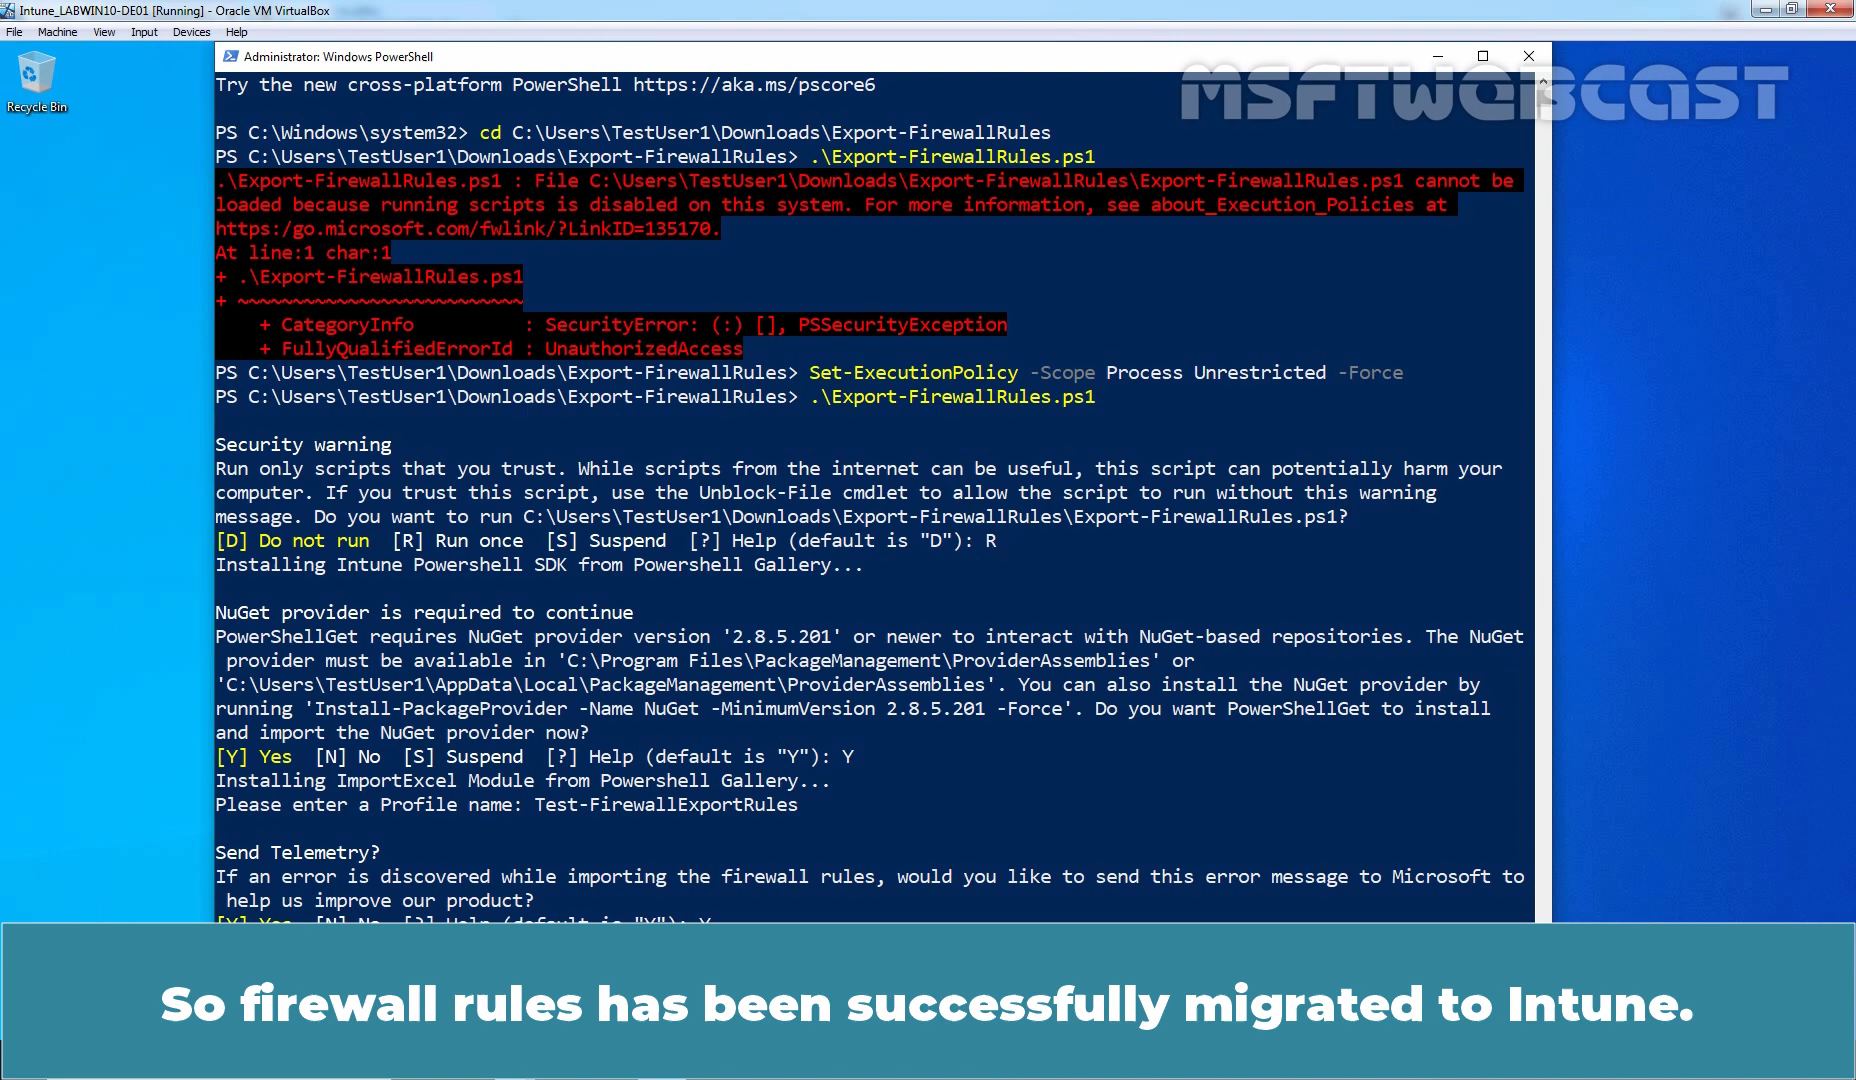 Intune_LABWIN10-DE01 [Running] - Oracle VM VirtualBox
File Machine View Input Devices Help
Recycle Bin
Administrator: Windows PowerShell
MSFTWEBCAST
Try the new cross-platform PowerShell https://aka.ms/pscore6
PS C:\Windows\system32> cd C:\Users\TestUser1\Downloads\Export-FirewallRules
PS C:\Users\TestUser1\Downloads\Export-FirewallRules> .\Export-FirewallRules.ps1
.\Export-FirewallRules.ps1 : File C:\Users\TestUser1\Downloads\Export-FirewallRules\Export-FirewallRules.ps1 cannot be
loaded because running scripts is disabled on this system. For more information, see about_Execution_Policies at
https:/go.microsoft.com/fwlink/?LinkID=135170.
At line:1 char:1
+ .\Export-FirewallRules.ps1
+ ~~~~~~~~~~~~~~~~~~~~~~~~~~
+ CategoryInfo : SecurityError: (:) [], PSSecurityException
+ FullyQualifiedErrorId : UnauthorizedAccess
PS C:\Users\TestUser1\Downloads\Export-FirewallRules> Set-ExecutionPolicy -Scope Process Unrestricted -Force
PS C:\Users\TestUser1\Downloads\Export-FirewallRules> .\Export-FirewallRules.ps1
Security warning
Run only scripts that you trust. While scripts from the internet can be useful, this script can potentially harm your
computer. If you trust this script, use the Unblock-File cmdlet to allow the script to run without this warning
message. Do you want to run C:\Users\TestUser1\Downloads\Export-FirewallRules\Export-FirewallRules.ps1?
[D] Do not run [R] Run once [S] Suspend [?] Help (default is "D"): R
Installing Intune Powershell SDK from Powershell Gallery...
NuGet provider is required to continue
PowerShellGet requires NuGet provider version '2.8.5.201' or newer to interact with NuGet-based repositories. The NuGet
provider must be available in 'C:\Program Files\PackageManagement\ProviderAssemblies' or
'C:\Users\TestUser1\AppData\Local\PackageManagement\ProviderAssemblies'. You can also install the NuGet provider by
running 'Install-PackageProvider -Name NuGet -MinimumVersion 2.8.5.201 -Force'. Do you want PowerShellGet to install
and import the NuGet provider now?
[Y] Yes [N] No [S] Suspend [?] Help (default is "Y"): Y
Installing ImportExcel Module from Powershell Gallery...
Please enter a Profile name: Test-FirewallExportRules
Send Telemetry?
If an error is discovered while importing the firewall rules, would you like to send this error message to Microsoft to
help us improve our product?
[Y] Yes [N] No [?] Help (default is "Y"): Y
So firewall rules has been successfully migrated to Intune.